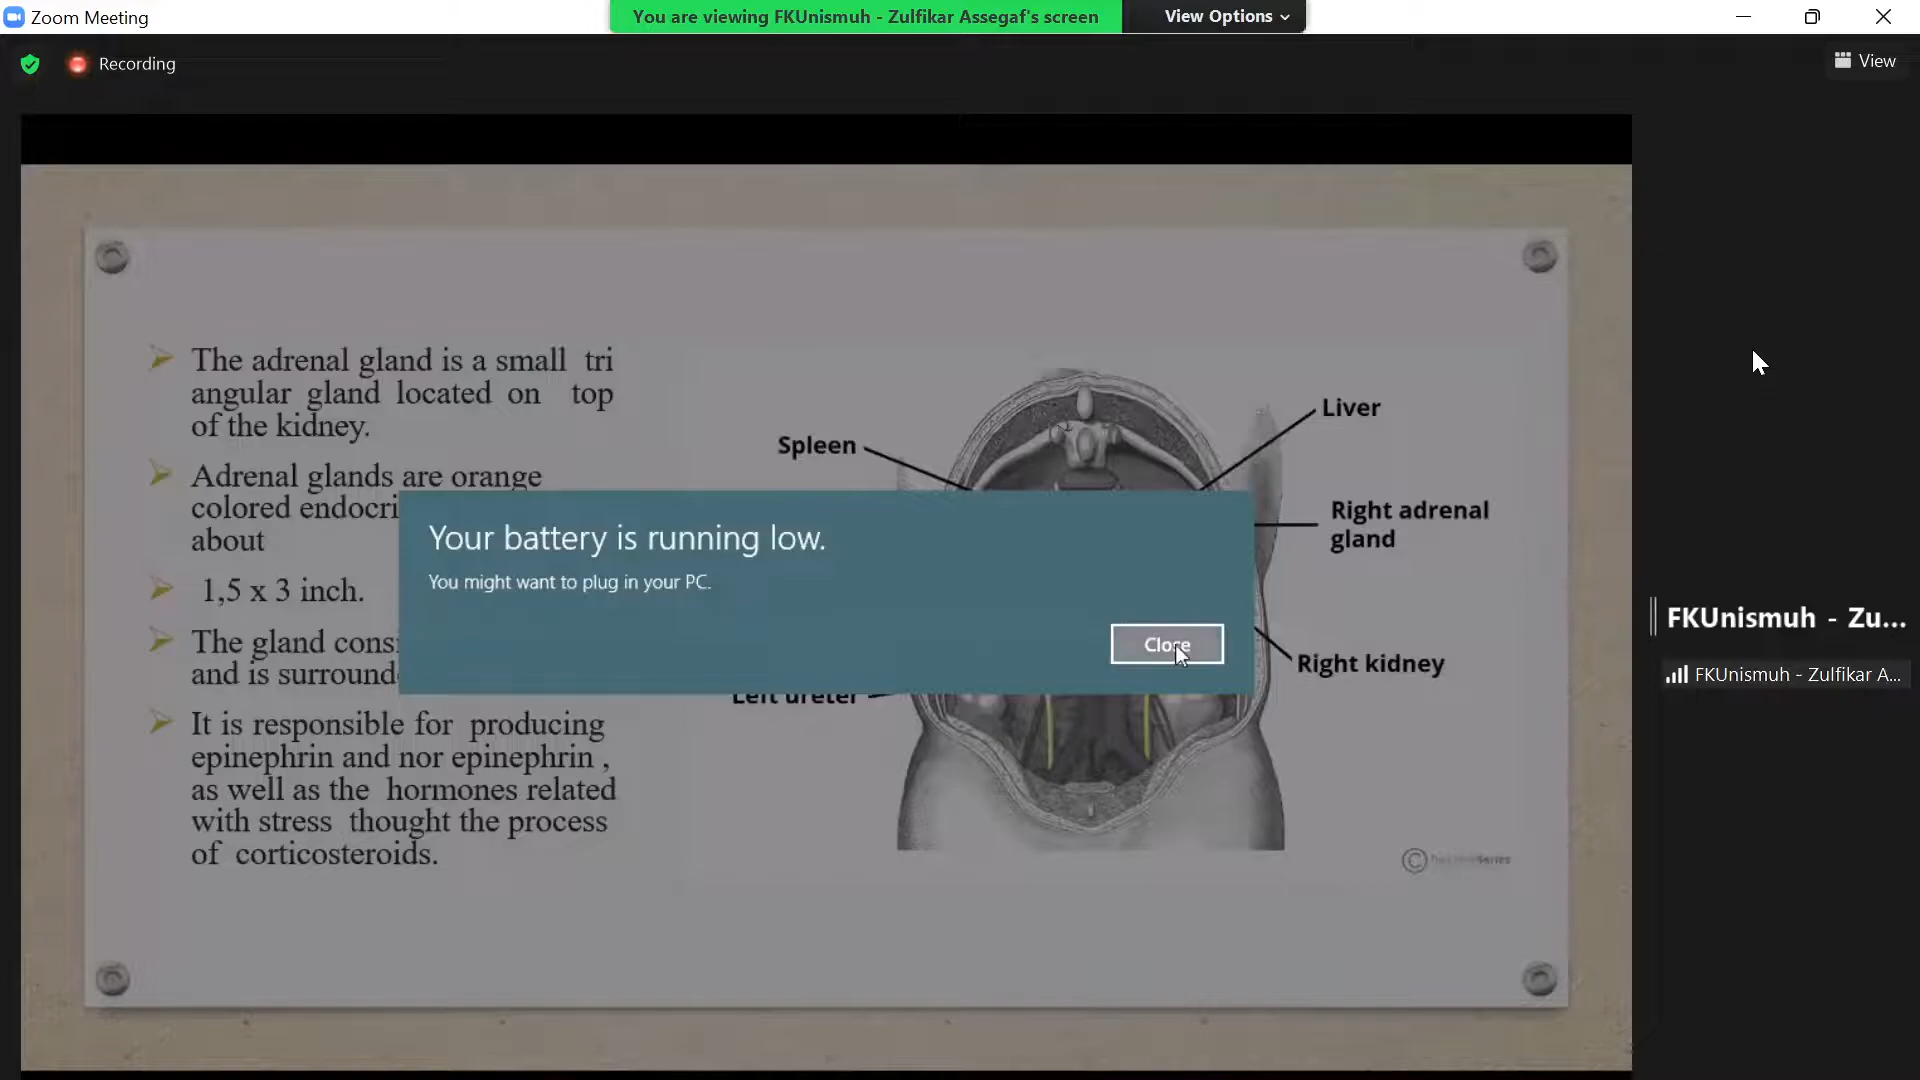 Zoom Meeting
You are viewing FKUnismuh - Zulfikar Assegaf's screen
View Options
Recording
View
The adrenal gland is a small tri
angular gland located on top
of the kidney.
Adrenal glands are orange
colored endocri
about
1,5 x 3 inch.
The gland cons
and is surround
It is responsible for producing
epinephrin and nor epinephrin ,
as well as the hormones related
with stress thought the process
of corticosteroids.
Spleen
Liver
Right adrenal
gland
Right kidney
Left ureter
Your battery is running low.
You might want to plug in your PC.
Close
FKUnismuh - Zu...
FKUnismuh - Zulfikar A...